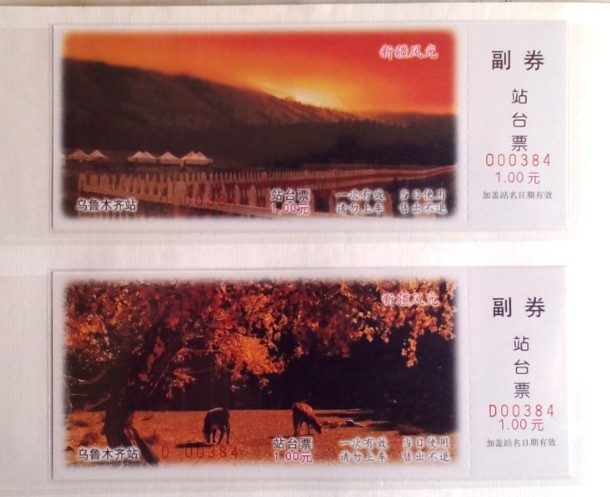 新疆风光
副券
站台票
000384
1.00元
加盖站名日期有效
乌鲁木齐站
站台票
1.00元
一次有效 当日使用
请勿上车 售出不退
新疆风光
副券
站台票
D00384
1.00元
加盖站名日期有效
乌鲁木齐站
D 00384
站台票
1.00元
一次有效 当日使用
请勿上车 售出不退